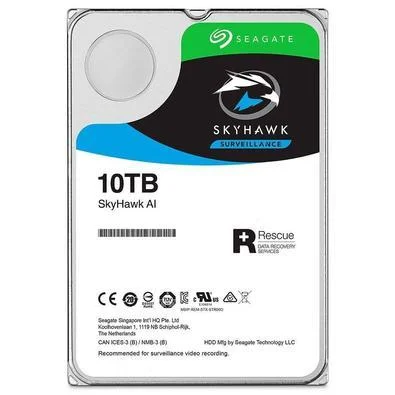 SEAGATE
SKYHAWK
SURVEILLANCE
10TB
SkyHawk AI
Rescue
DATA RECOVERY
SERVICES
Seagate Singapore Int'l HQ Pte. Ltd
Koolhovenlaan 1, 1119 NB Schiphol-Rijk,
The Netherlands
CAN ICES-3 (B) / NMB-3 (B)
HDD Mfg by Seagate Technology LLC
Recommended for surveillance video recording.